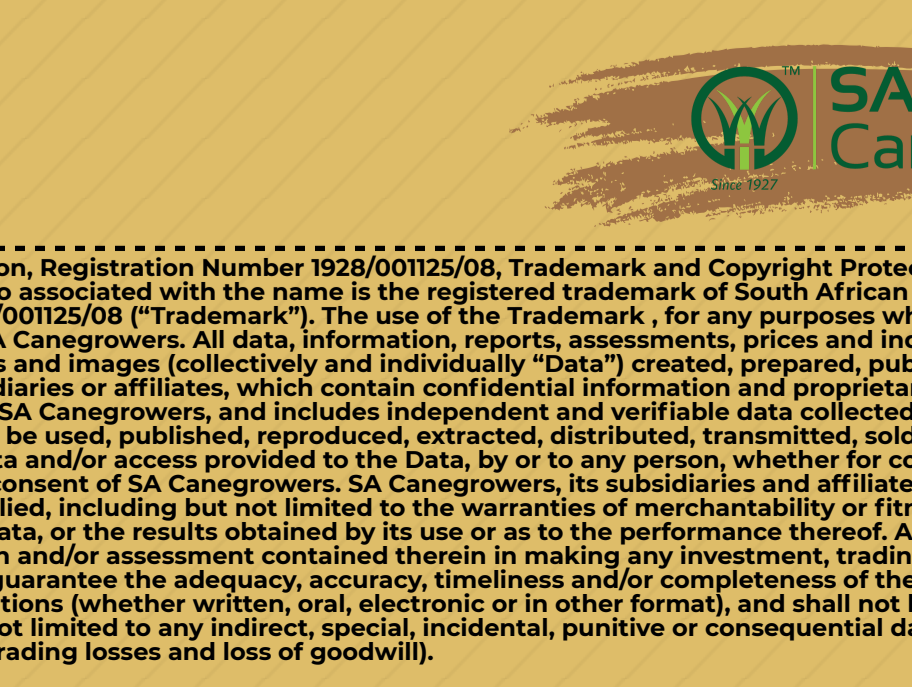 TM
SA
Ca
Since 1927
on, Registration Number 1928/001125/08, Trademark and Copyright Prote
o associated with the name is the registered trademark of South African
/001125/08 (“Trademark”). The use of the Trademark , for any purposes wh
A Canegrowers. All data, information, reports, assessments, prices and ind
s and images (collectively and individually “Data”) created, prepared, pub
diaries or affiliates, which contain confidential information and proprietar
SA Canegrowers, and includes independent and verifiable data collected
be used, published, reproduced, extracted, distributed, transmitted, sold
ta and/or access provided to the Data, by or to any person, whether for co
consent of SA Canegrowers. SA Canegrowers, its subsidiaries and affiliate
lied, including but not limited to the warranties of merchantability or fitn
ata, or the results obtained by its use or as to the performance thereof. A
n and/or assessment contained therein in making any investment, tradin
guarantee the adequacy, accuracy, timeliness and/or completeness of the
tions (whether written, oral, electronic or in other format), and shall not
ot limited to any indirect, special, incidental, punitive or consequential da
rading losses and loss of goodwill).